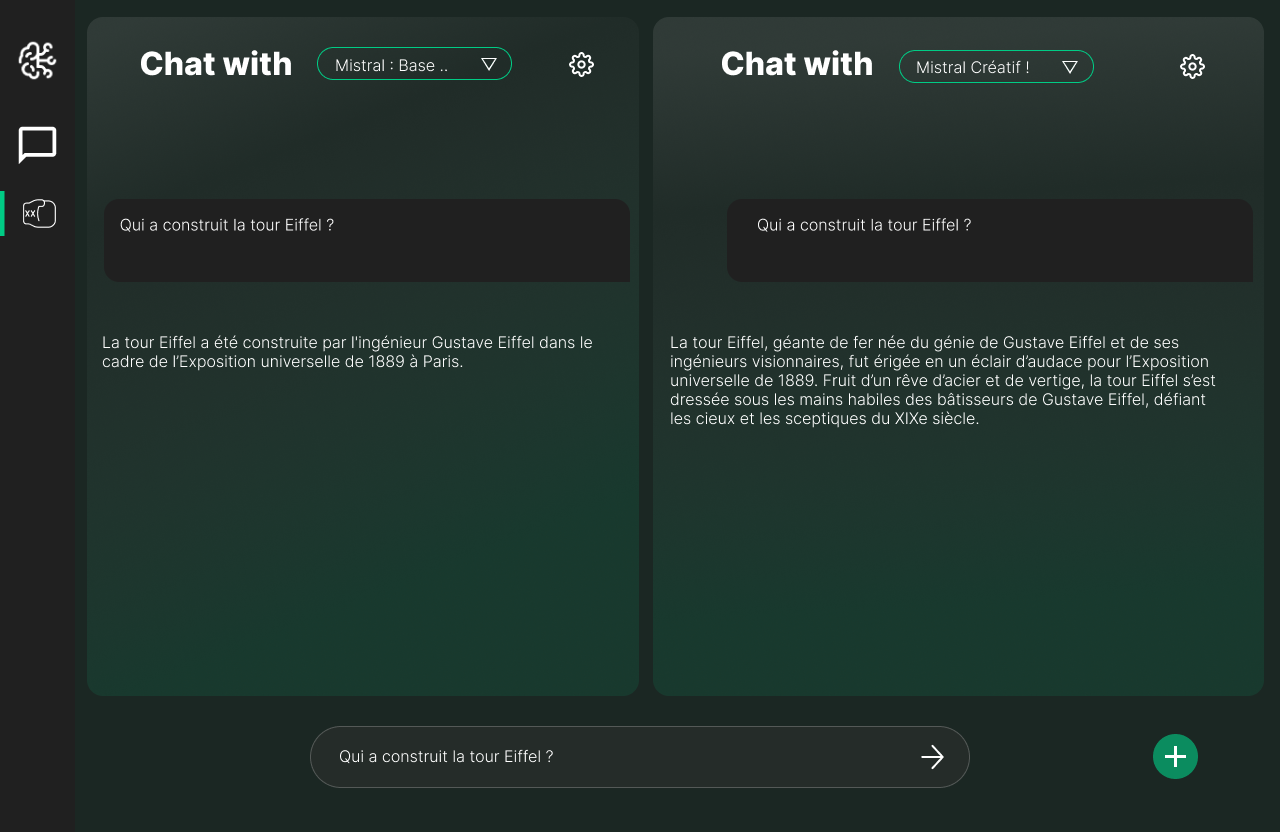 Chat with
Mistral : Base ..
Qui a construit la tour Eiffel ?
La tour Eiffel a été construite par l'ingénieur Gustave Eiffel dans le
cadre de l’Exposition universelle de 1889 à Paris.
Chat with
Mistral Créatif !
Qui a construit la tour Eiffel ?
La tour Eiffel, géante de fer née du génie de Gustave Eiffel et de ses
ingénieurs visionnaires, fut érigée en un éclair d’audace pour l’Exposition
universelle de 1889. Fruit d’un rêve d’acier et de vertige, la tour Eiffel s’est
dressée sous les mains habiles des bâtisseurs de Gustave Eiffel, défiant
les cieux et les sceptiques du XIXe siècle.
xx
Qui a construit la tour Eiffel ?